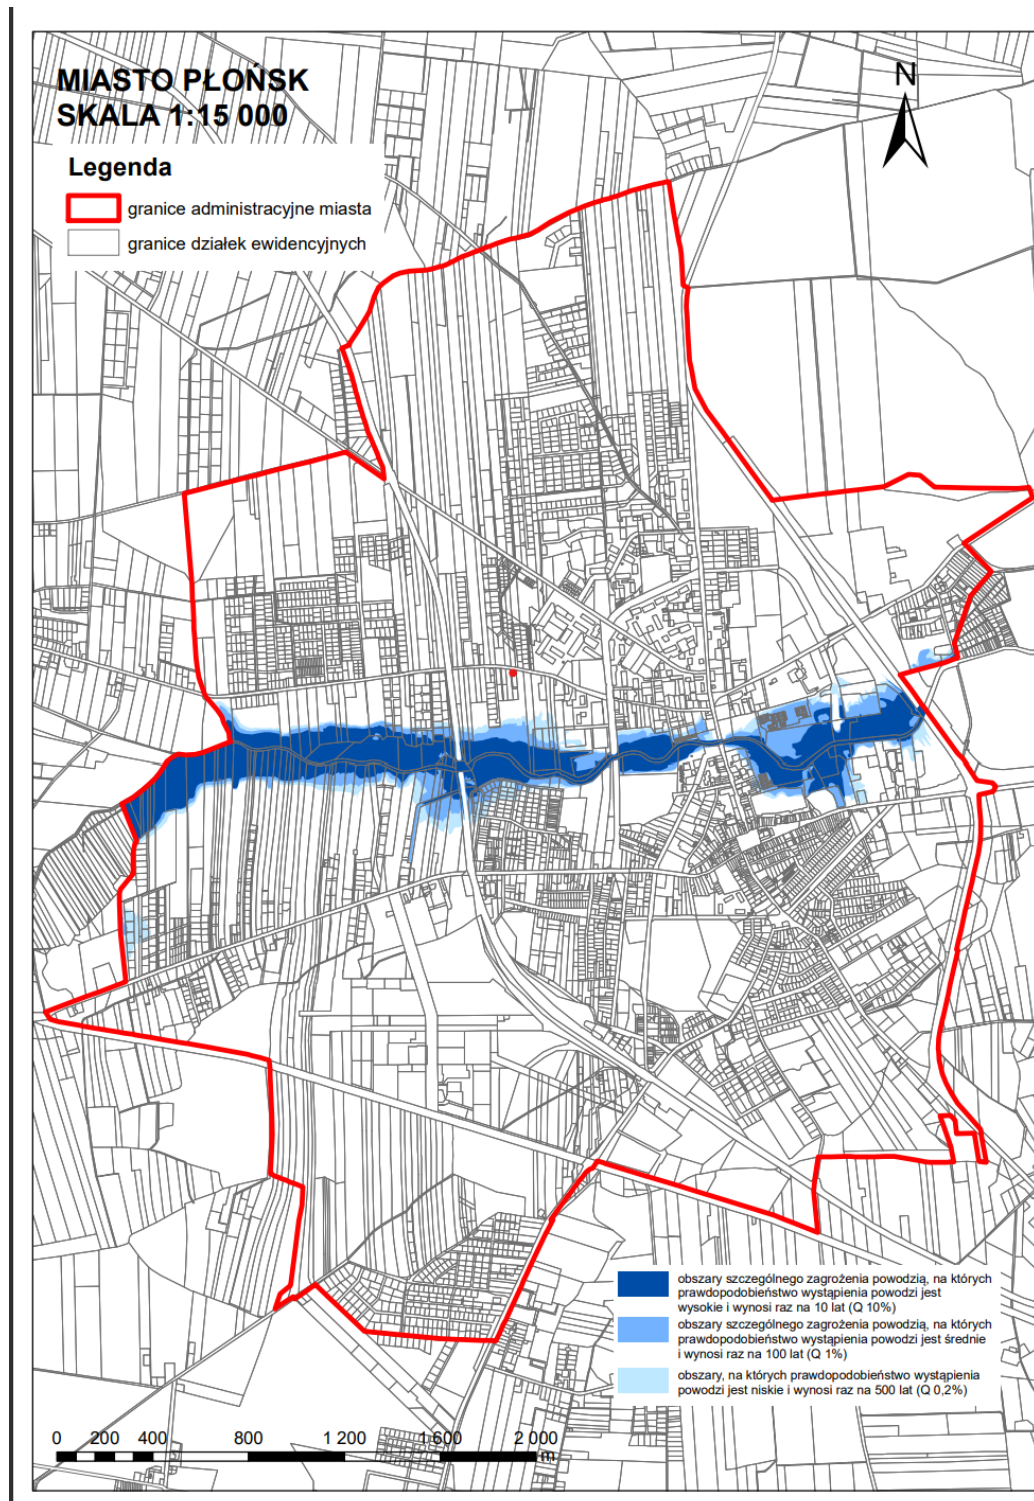 MIASTO PŁOŃSK
SKALA 1:15 000
N
Legenda
granice administracyjne miasta
granice działek ewidencyjnych
obszary szczególnego zagrożenia powodzią, na których
prawdopodobieństwo wystąpienia powodzi jest
wysokie i wynosi raz na 10 lat (Q 10%)
obszary szczególnego zagrożenia powodzią, na których
prawdopodobieństwo wystąpienia powodzi jest średnie
i wynosi raz na 100 lat (Q 1%)
obszary, na których prawdopodobieństwo wystąpienia
powodzi jest niskie i wynosi raz na 500 lat (Q 0,2%)
0 200 400 800 1 200 1 600 2 000
m